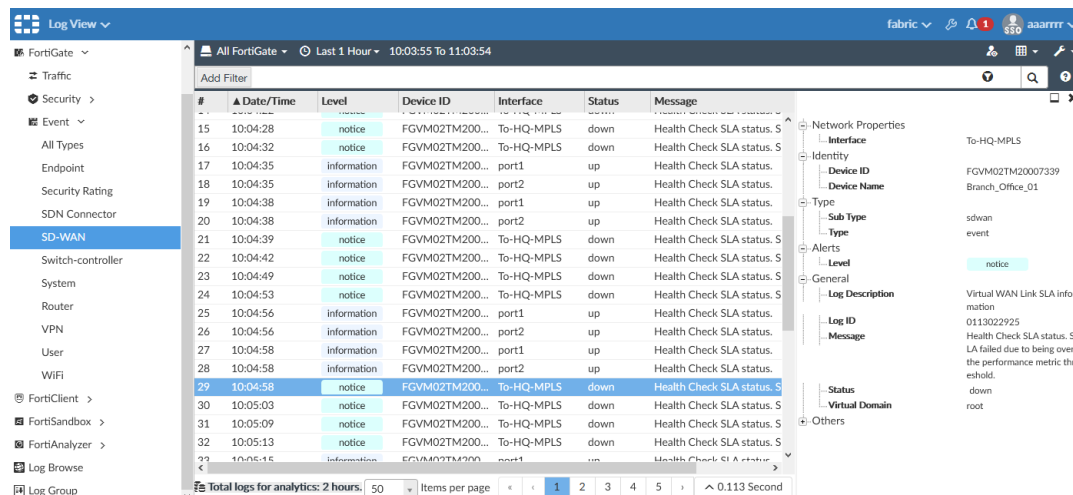 Log View
fabric
1
SSO
aaarrrr
FortiGate
Traffic
Security
Event
All Types
Endpoint
Security Rating
SDN Connector
SD-WAN
Switch-controller
System
Router
VPN
User
WiFi
FortiClient
FortiSandbox
FortiAnalyzer
Log Browse
Log Group
All FortiGate Last 1 Hour 10:03:55 To 11:03:54
Add Filter
# Date/Time Level Device ID Interface Status Message
15 10:04:28 notice FGVM02TM200... To-HQ-MPLS down Health Check SLA status. S
16 10:04:32 notice FGVM02TM200... To-HQ-MPLS down Health Check SLA status. S
17 10:04:35 information FGVM02TM200... port1 up Health Check SLA status.
18 10:04:35 information FGVM02TM200... port2 up Health Check SLA status.
19 10:04:38 information FGVM02TM200... port1 up Health Check SLA status.
20 10:04:38 information FGVM02TM200... port2 up Health Check SLA status.
21 10:04:39 notice FGVM02TM200... To-HQ-MPLS down Health Check SLA status. S
22 10:04:42 notice FGVM02TM200... To-HQ-MPLS down Health Check SLA status. S
23 10:04:49 notice FGVM02TM200... To-HQ-MPLS down Health Check SLA status. S
24 10:04:53 notice FGVM02TM200... To-HQ-MPLS down Health Check SLA status. S
25 10:04:56 information FGVM02TM200... port1 up Health Check SLA status.
26 10:04:56 information FGVM02TM200... port2 up Health Check SLA status.
27 10:04:58 information FGVM02TM200... port1 up Health Check SLA status.
28 10:04:58 information FGVM02TM200... port2 up Health Check SLA status.
29 10:04:58 notice FGVM02TM200... To-HQ-MPLS down Health Check SLA status. S
30 10:05:03 notice FGVM02TM200... To-HQ-MPLS down Health Check SLA status. S
31 10:05:09 notice FGVM02TM200... To-HQ-MPLS down Health Check SLA status. S
32 10:05:13 notice FGVM02TM200... To-HQ-MPLS down Health Check SLA status. S
33 10:05:15 information FGVM02TM200... port1 up Health Check SLA status
Total logs for analytics: 2 hours. 50 Items per page « ‹ 1 2 3 4 5 › 0.113 Second
Network Properties
Interface To-HQ-MPLS
Identity
Device ID FGVM02TM20007339
Device Name Branch_Office_01
Type
Sub Type sdwan
Type event
Alerts
Level notice
General
Log Description Virtual WAN Link SLA infor
mation
Log ID 0113022925
Message Health Check SLA status. S
LA failed due to being over
the performance metric thr
eshold.
Status down
Virtual Domain root
Others